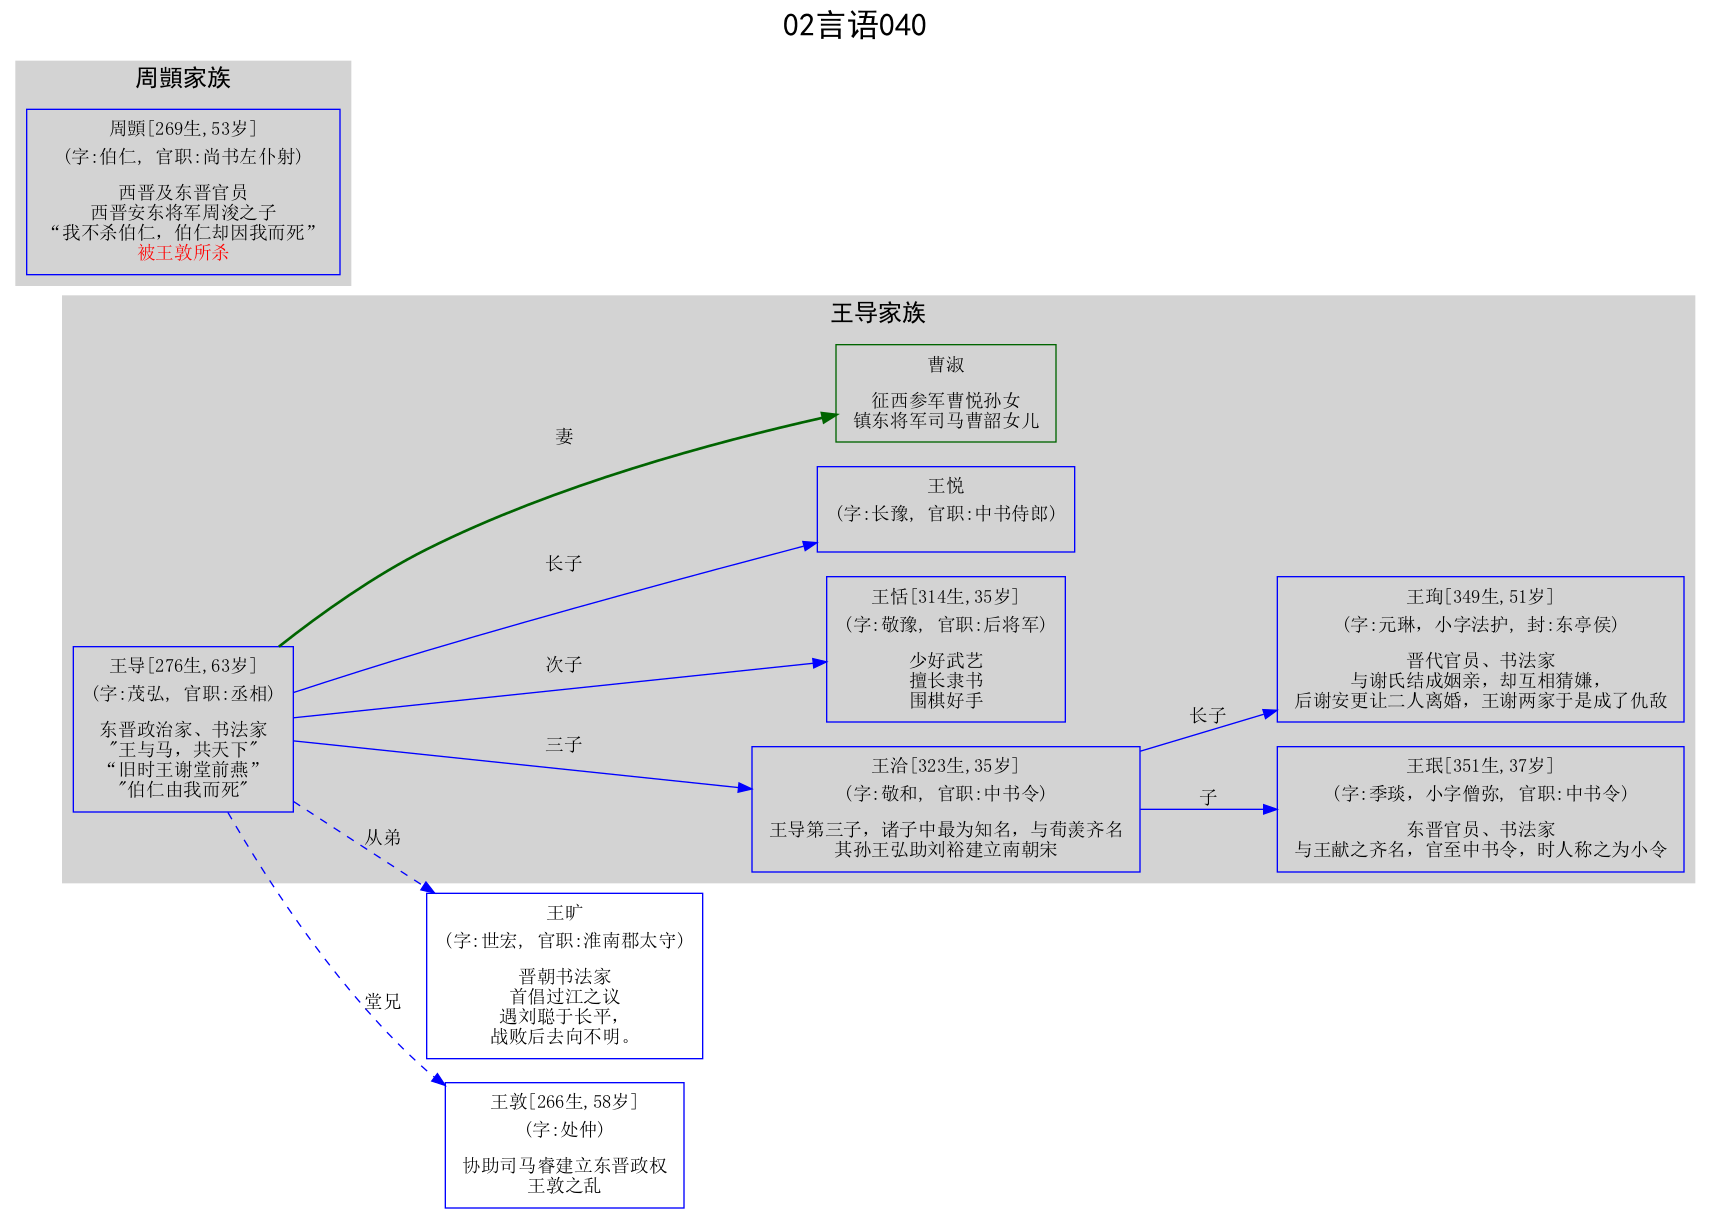 02言语040
周顗家族
周顗[269生,53岁]
(字:伯仁, 官职:尚书左仆射)
西晋及东晋官员
西晋安东将军周浚之子
“我不杀伯仁，伯仁却因我而死”
被王敦所杀
王导家族
曹淑
征西参军曹悦孙女
镇东将军司马曹韶女儿
妻
王悦
(字:长豫, 官职:中书侍郎)
长子
王恬[314生,35岁]
(字:敬豫, 官职:后将军)
少好武艺
擅长隶书
围棋好手
次子
王珣[349生,51岁]
(字:元琳，小字法护, 封:东亭侯)
晋代官员、书法家
与谢氏结成姻亲，却互相猜嫌，
后谢安更让二人离婚，王谢两家于是成了仇敌
长子
王导[276生,63岁]
(字:茂弘, 官职:丞相)
东晋政治家、书法家
"王与马，共天下"
“旧时王谢堂前燕”
"伯仁由我而死"
三子
王洽[323生,35岁]
(字:敬和, 官职:中书令)
王导第三子，诸子中最为知名，与荀羡齐名
其孙王弘助刘裕建立南朝宋
子
王珉[351生,37岁]
(字:季琰，小字僧弥, 官职:中书令)
东晋官员、书法家
与王献之齐名，官至中书令，时人称之为小令
从弟
王旷
(字:世宏, 官职:淮南郡太守)
晋朝书法家
首倡过江之议
遇刘聪于长平，
战败后去向不明。
堂兄
王敦[266生,58岁]
(字:处仲)
协助司马睿建立东晋政权
王敦之乱